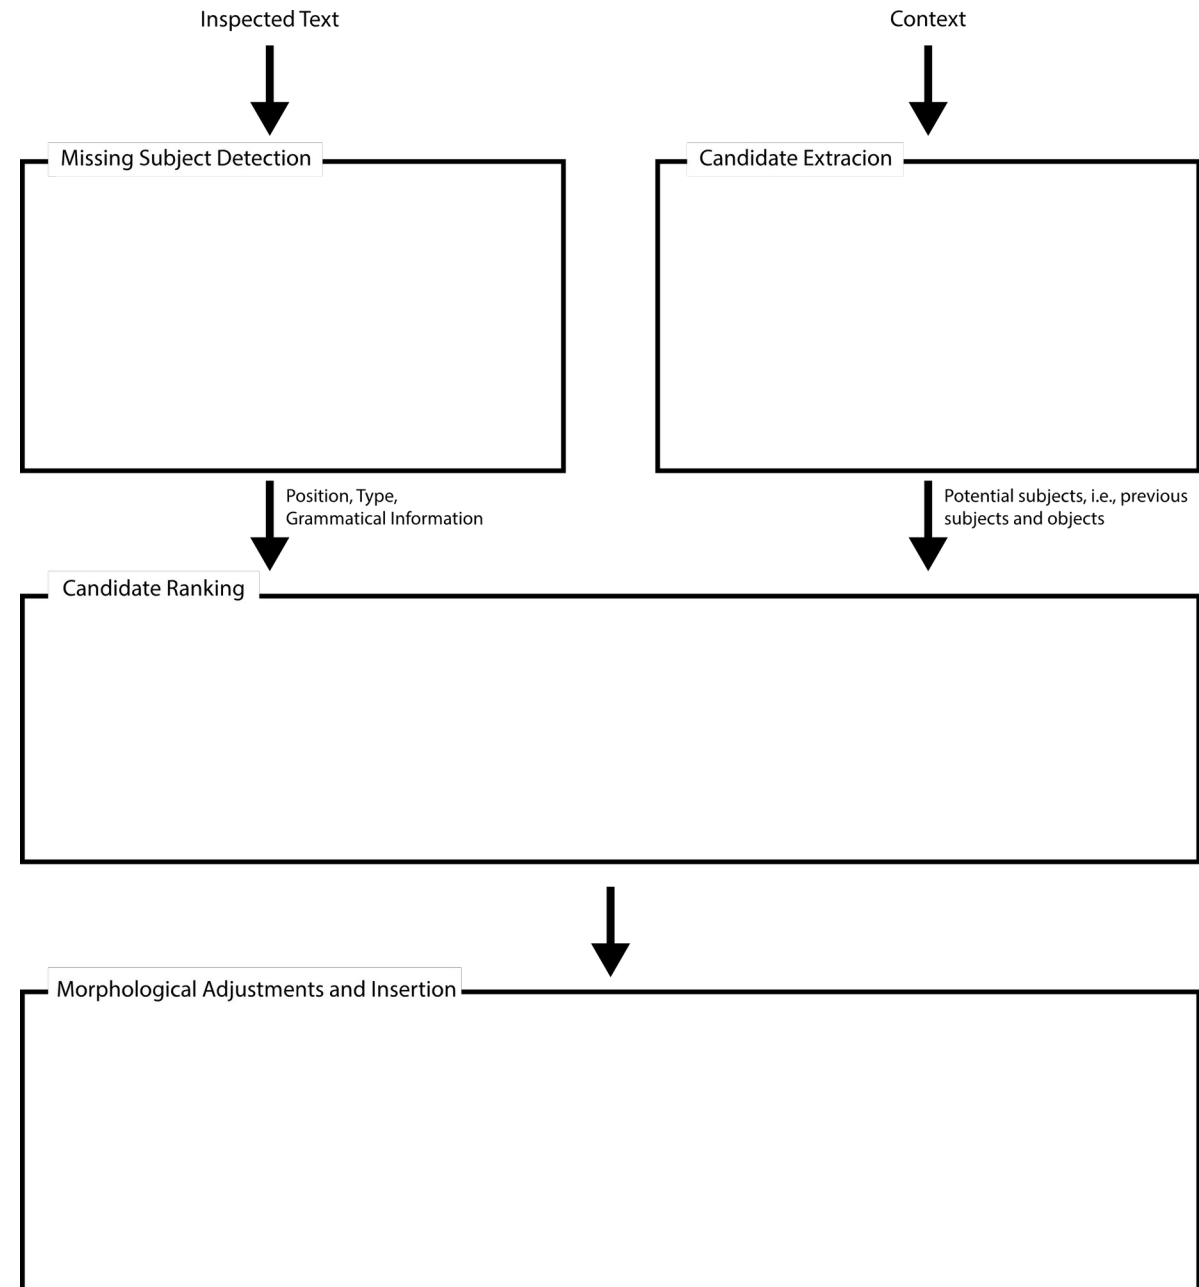 Inspected Text
Context
Missing Subject Detection
Candidate Extracion
Position, Type,
Grammatical Information
Potential subjects, i.e., previous
subjects and objects
Candidate Ranking
Morphological Adjustments and Insertion